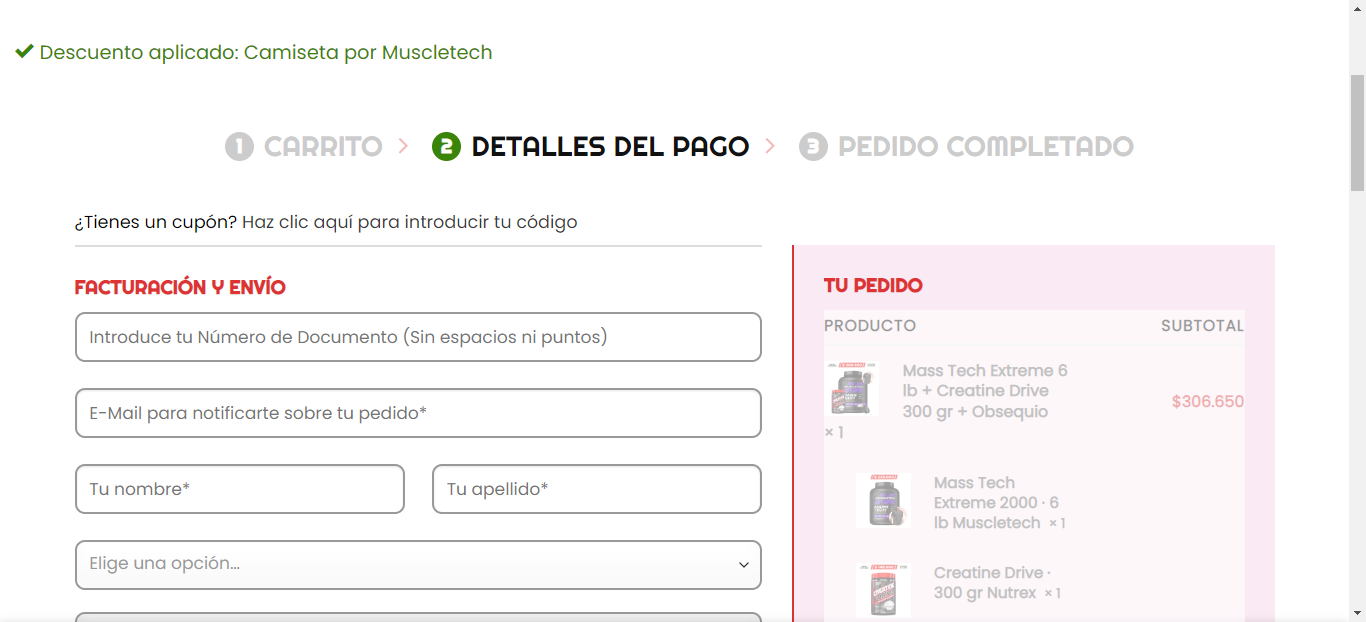 Descuento aplicado: Camiseta por Muscletech
1 CARRITO
2 DETALLES DEL PAGO
3 PEDIDO COMPLETADO
¿Tienes un cupón? Haz clic aquí para introducir tu código
FACTURACIÓN Y ENVÍO
Introduce tu Número de Documento (Sin espacios ni puntos)
E-Mail para notificarte sobre tu pedido*
Tu nombre*
Tu apellido*
Elige una opción...
TU PEDIDO
PRODUCTO
SUBTOTAL
Mass Tech Extreme 6
lb + Creatine Drive
300 gr + Obsequio
× 1
$306.650
Mass Tech
Extreme 2000 · 6
lb Muscletech × 1
Creatine Drive ·
300 gr Nutrex × 1